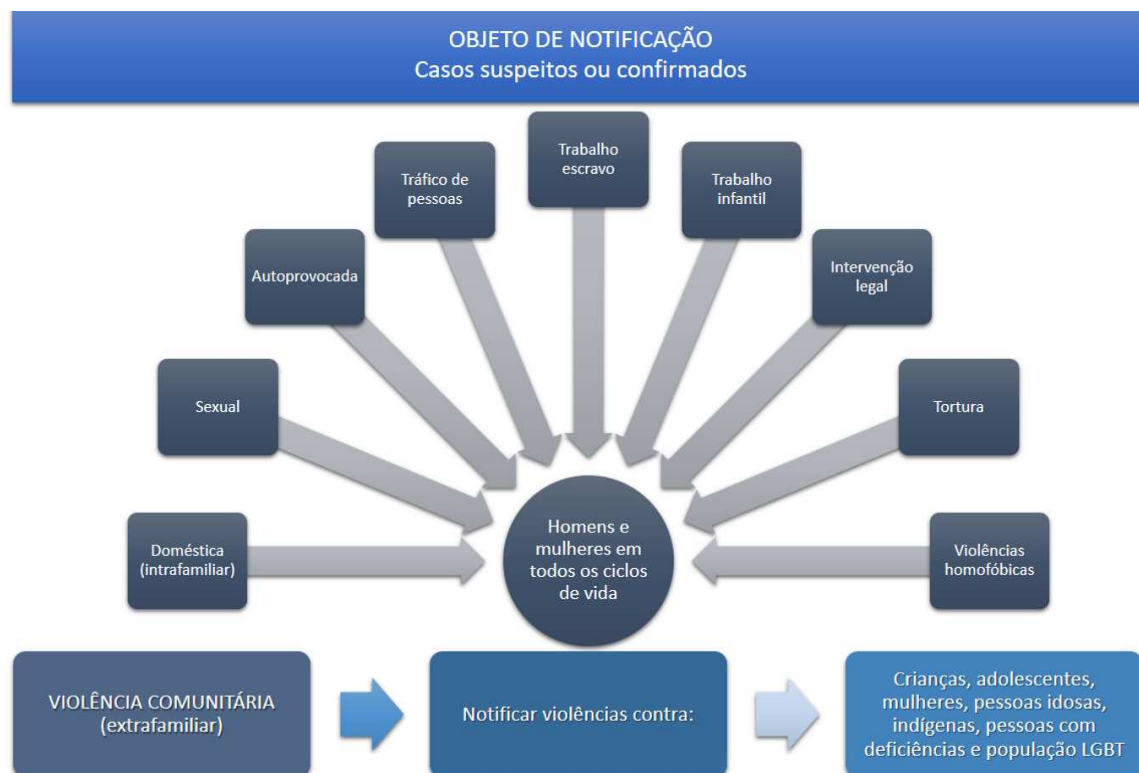 OBJETO DE NOTIFICAÇÃO
Casos suspeitos ou confirmados
Trabalho
escravo
Tráfico de
pessoas
Trabalho
infantil
Autoprovocada
Intervenção
legal
Sexual
Tortura
Doméstica
(intrafamiliar)
Homens e
mulheres em
todos os ciclos
de vida
Violências
homofóbicas
VIOLÊNCIA COMUNITÁRIA
(extrafamiliar)
Notificar violências contra:
Crianças, adolescentes,
mulheres, pessoas idosas,
indígenas, pessoas com
deficiências e população LGBT